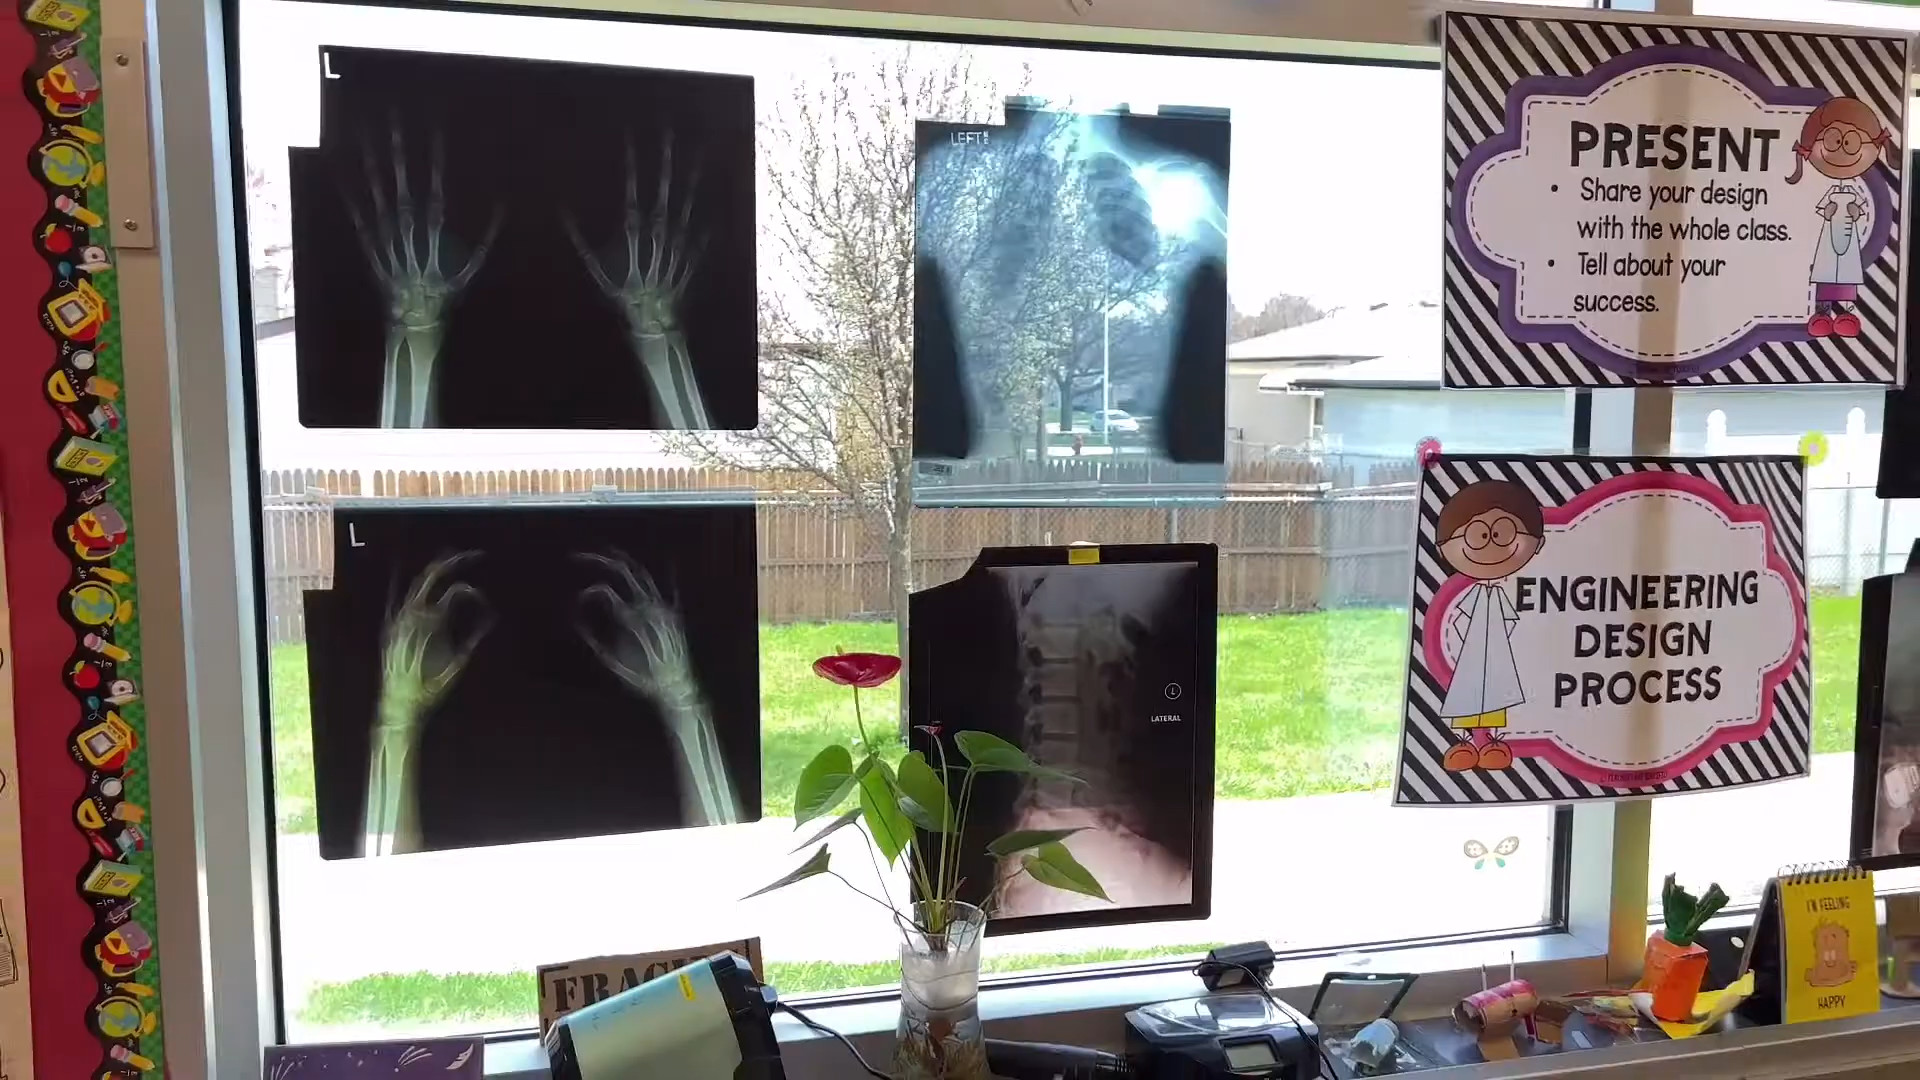 L
LEFT
PRESENT
• Share your design
with the whole class.
• Tell about your
success.
L
ENGINEERING
DESIGN
PROCESS
L
LATERAL
I'M FEELING
HAPPY